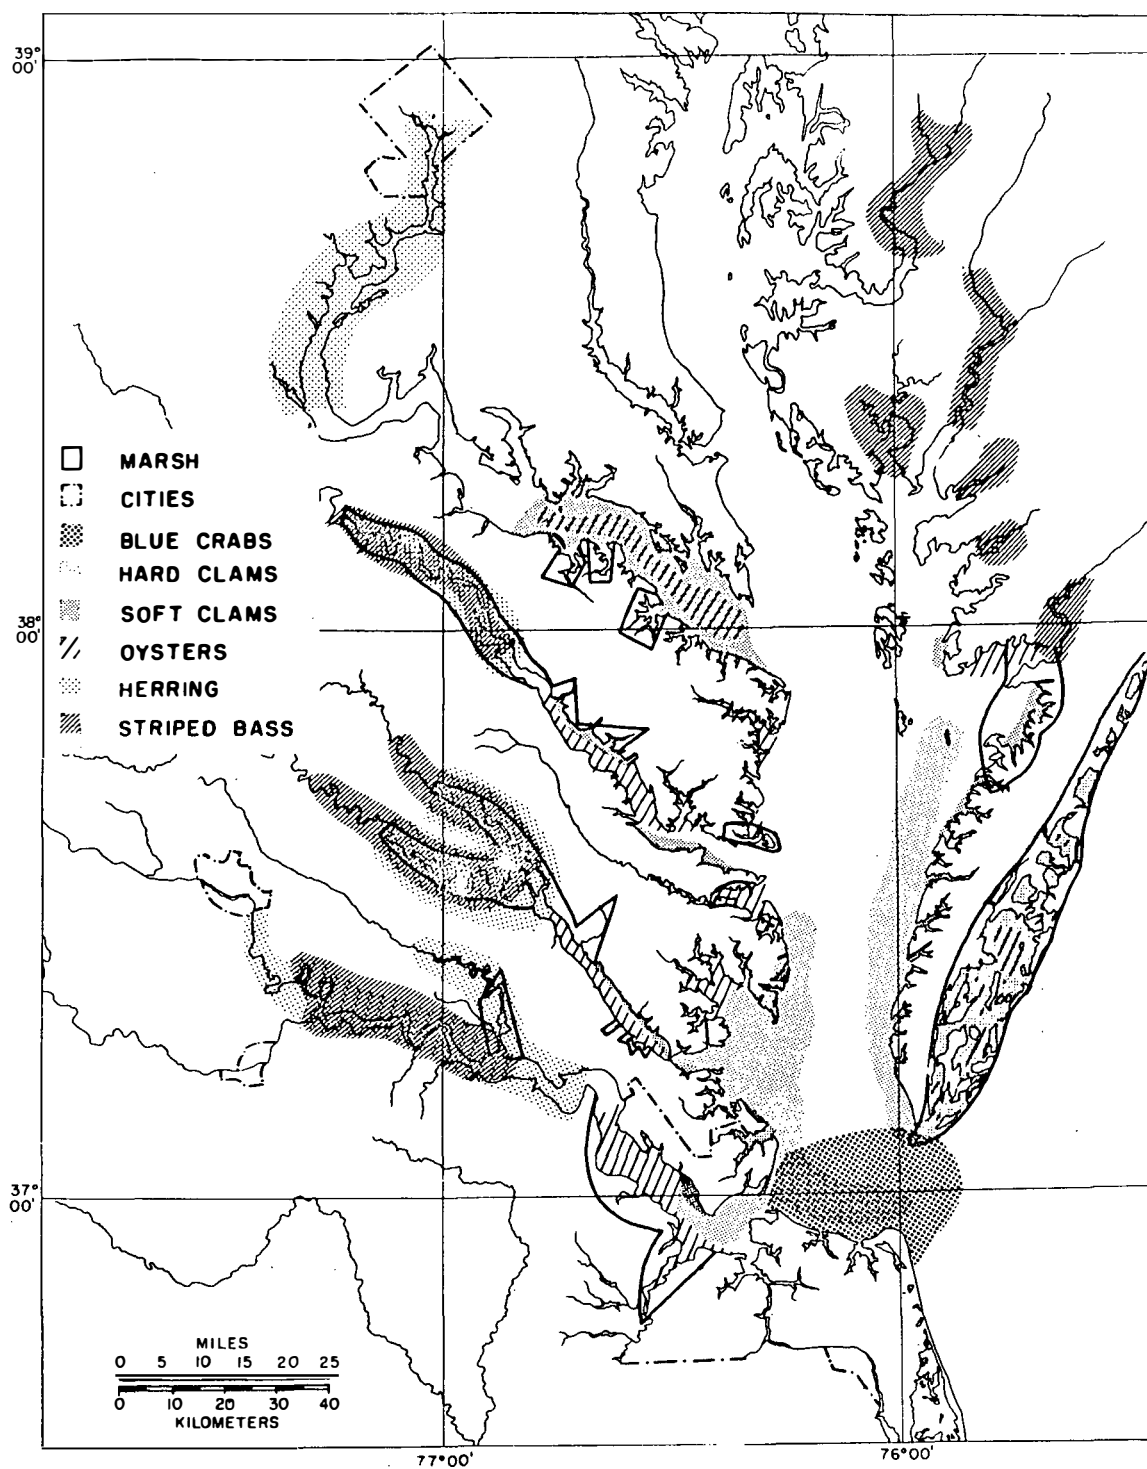 39°
00'
MARSH
CITIES
BLUE CRABS
HARD CLAMS
SOFT CLAMS
OYSTERS
HERRING
STRIPED BASS
38°
00'
37°
00'
MILES
0 5 10 15 20 25
0 10 20 30 40
KILOMETERS
77°00'
76°00'